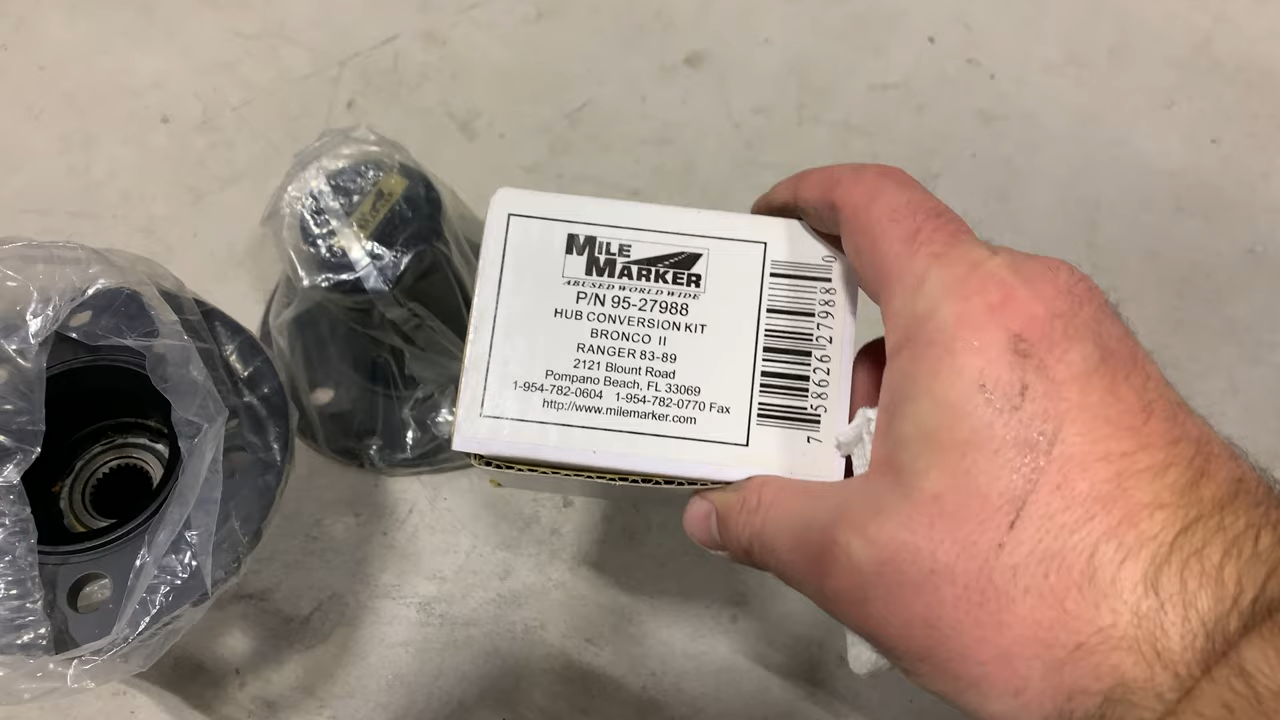 MILE
MARKER
ABUSED WORLD WIDE
P/N 95-27988
HUB CONVERSION KIT
BRONCO II
RANGER 83-89
2121 Blount Road
Pompano Beach, FL 33069
1-954-782-0604 1-954-782-0770 Fax
http://www.milemarker.com
7 58626 27988 0